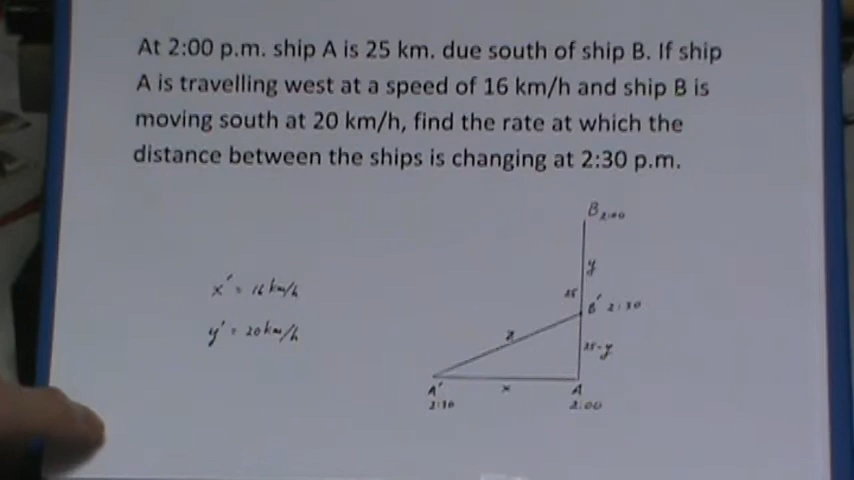 At 2:00 p.m. ship A is 25 km. due south of ship B. If ship
A is travelling west at a speed of 16 km/h and ship B is
moving south at 20 km/h, find the rate at which the
distance between the ships is changing at 2:30 p.m.
B 2:00
y
x' = 16 km/h
25
B' 2:30
y' = 20 km/h
z
25-y
A' x A
2:30 2:00